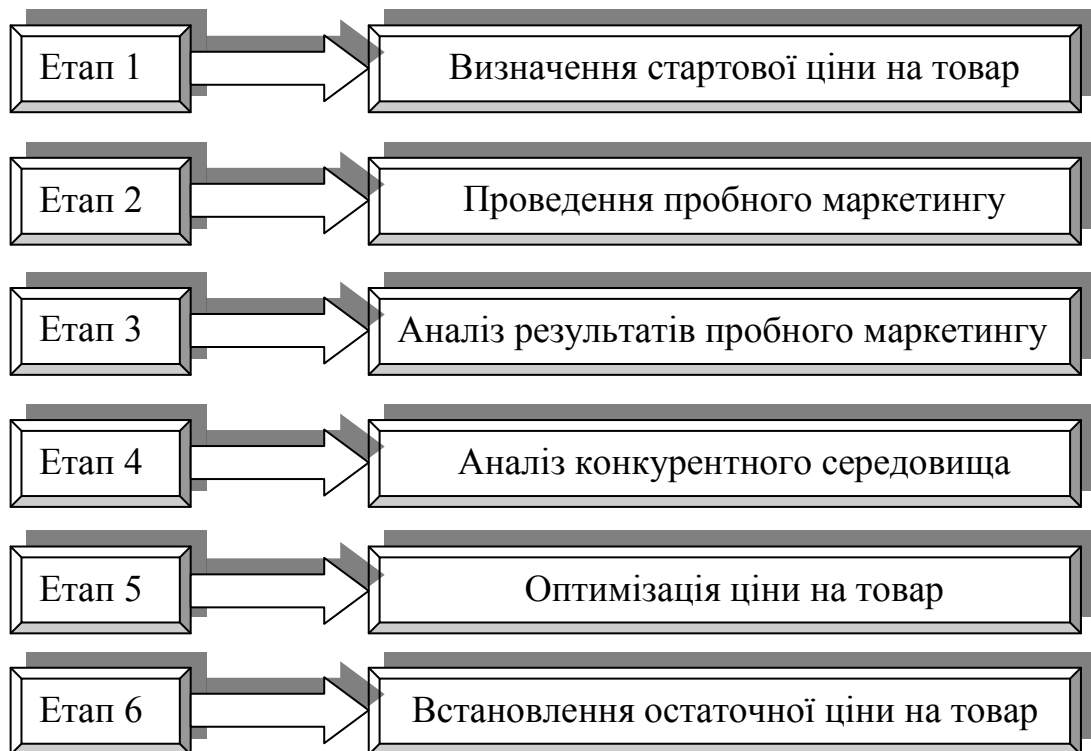 Етап 1 Визначення стартової ціни на товар
Етап 2 Проведення пробного маркетингу
Етап 3 Аналіз результатів пробного маркетингу
Етап 4 Аналіз конкурентного середовища
Етап 5 Оптимізація ціни на товар
Етап 6 Встановлення остаточної ціни на товар